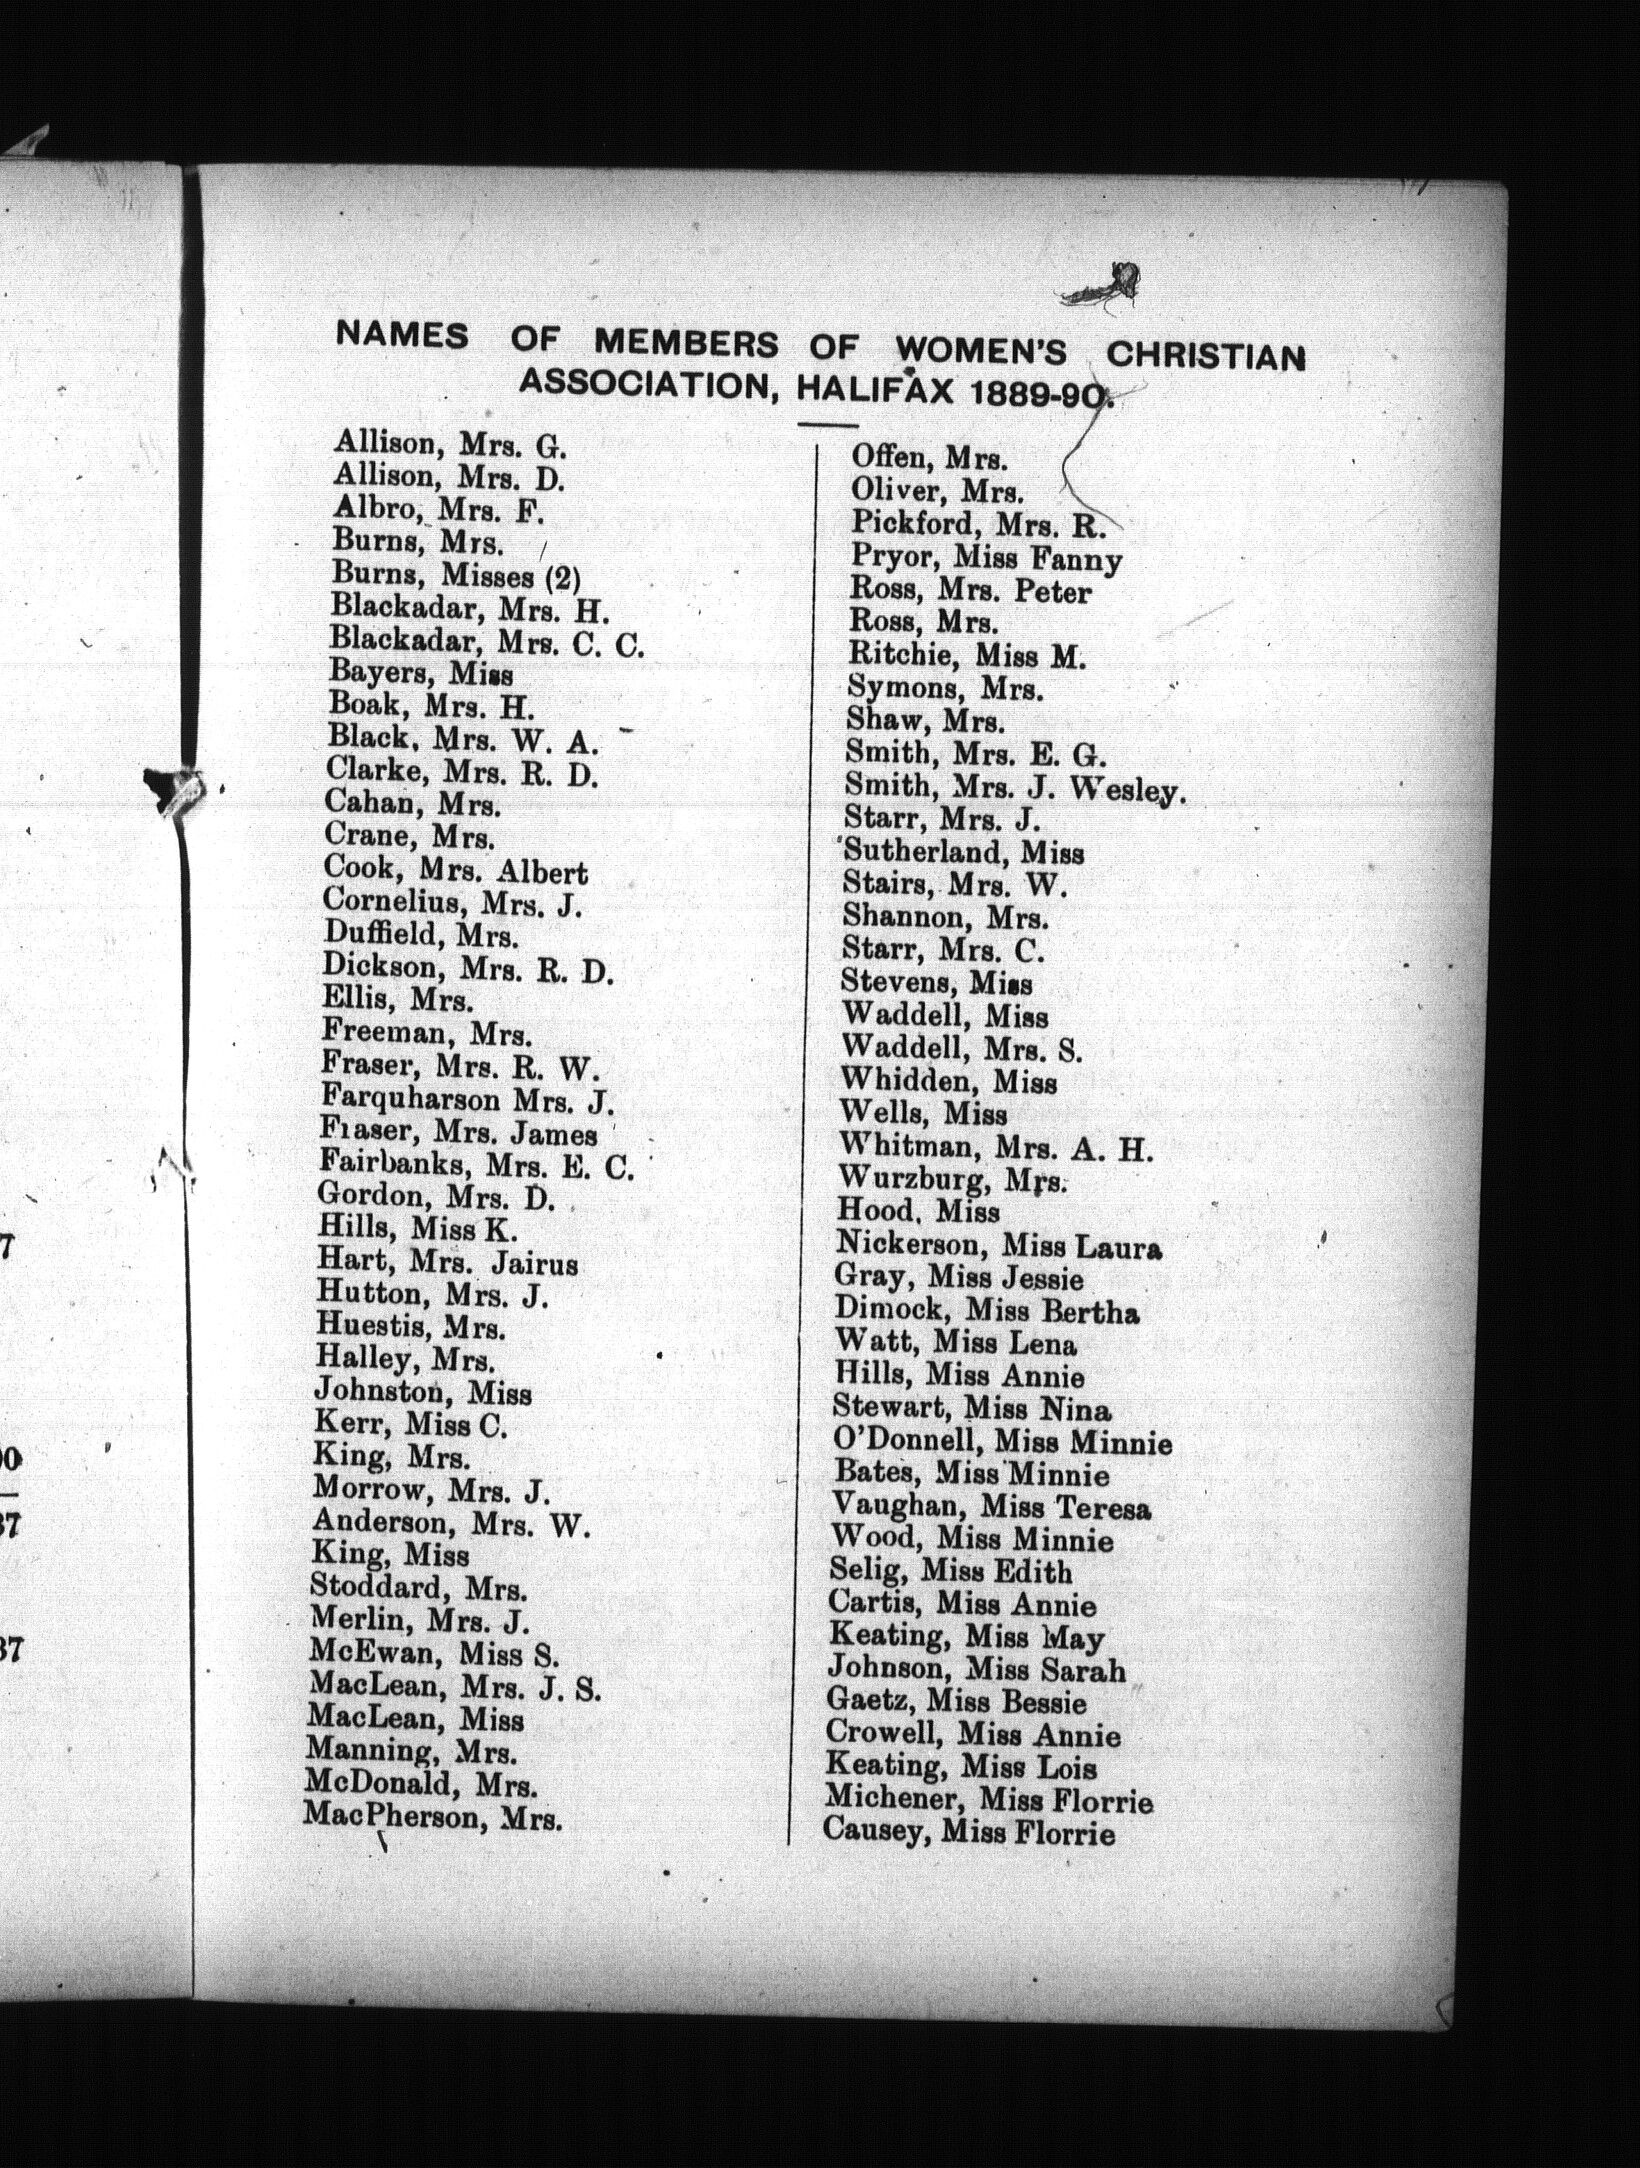 NAMES OF MEMBERS OF WOMEN'S CHRISTIAN
ASSOCIATION, HALIFAX 1889-90.
Allison, Mrs. G.
Allison, Mrs. D.
Albro, Mrs. F.
Burns, Mrs.
Burns, Misses (2)
Blackadar, Mrs. H.
Blackadar, Mrs. C. C.
Bayers, Miss
Boak, Mrs. H.
Black, Mrs. W. A.
Clarke, Mrs. R. D.
Cahan, Mrs.
Crane, Mrs.
Cook, Mrs. Albert
Cornelius, Mrs. J.
Duffield, Mrs.
Dickson, Mrs. R. D.
Ellis, Mrs.
Freeman, Mrs.
Fraser, Mrs. R. W.
Farquharson Mrs. J.
Fraser, Mrs. James
Fairbanks, Mrs. E. C.
Gordon, Mrs. D.
Hills, Miss K.
Hart, Mrs. Jairus
Hutton, Mrs. J.
Huestis, Mrs.
Halley, Mrs.
Johnston, Miss
Kerr, Miss C.
King, Mrs.
Morrow, Mrs. J.
Anderson, Mrs. W.
King, Miss
Stoddard, Mrs.
Merlin, Mrs. J.
McEwan, Miss S.
MacLean, Mrs. J. S.
MacLean, Miss
Manning, Mrs.
McDonald, Mrs.
MacPherson, Mrs.
Offen, Mrs.
Oliver, Mrs.
Pickford, Mrs. R.
Pryor, Miss Fanny
Ross, Mrs. Peter
Ross, Mrs.
Ritchie, Miss M.
Symons, Mrs.
Shaw, Mrs.
Smith, Mrs. E. G.
Smith, Mrs. J. Wesley.
Starr, Mrs. J.
Sutherland, Miss
Stairs, Mrs. W.
Shannon, Mrs.
Starr, Mrs. C.
Stevens, Miss
Waddell, Miss
Waddell, Mrs. S.
Whidden, Miss
Wells, Miss
Whitman, Mrs. A. H.
Wurzburg, Mrs.
Hood, Miss
Nickerson, Miss Laura
Gray, Miss Jessie
Dimock, Miss Bertha
Watt, Miss Lena
Hills, Miss Annie
Stewart, Miss Nina
O'Donnell, Miss Minnie
Bates, Miss Minnie
Vaughan, Miss Teresa
Wood, Miss Minnie
Selig, Miss Edith
Cartis, Miss Annie
Keating, Miss May
Johnson, Miss Sarah
Gaetz, Miss Bessie
Crowell, Miss Annie
Keating, Miss Lois
Michener, Miss Florrie
Causey, Miss Florrie